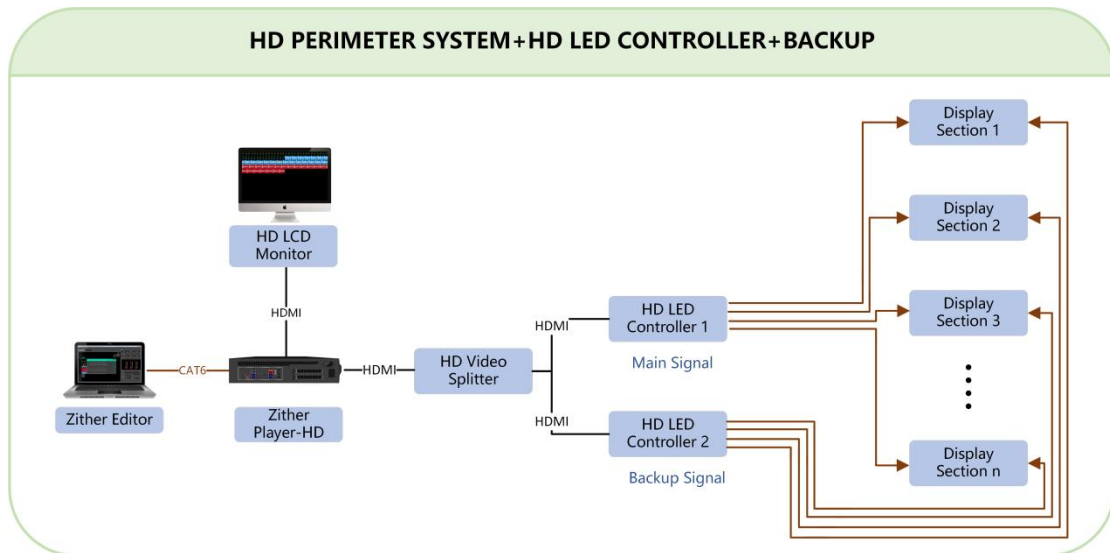 HD PERIMETER SYSTEM+HD LED CONTROLLER+BACKUP
HD LCD
Monitor
HDMI
Zither Editor
CAT6
Zither
Player-HD
HDMI
HD Video
Splitter
HDMI
HDMI
HD LED
Controller 1
Main Signal
HD LED
Controller 2
Backup Signal
Display
Section 1
Display
Section 2
Display
Section 3
Display
Section n